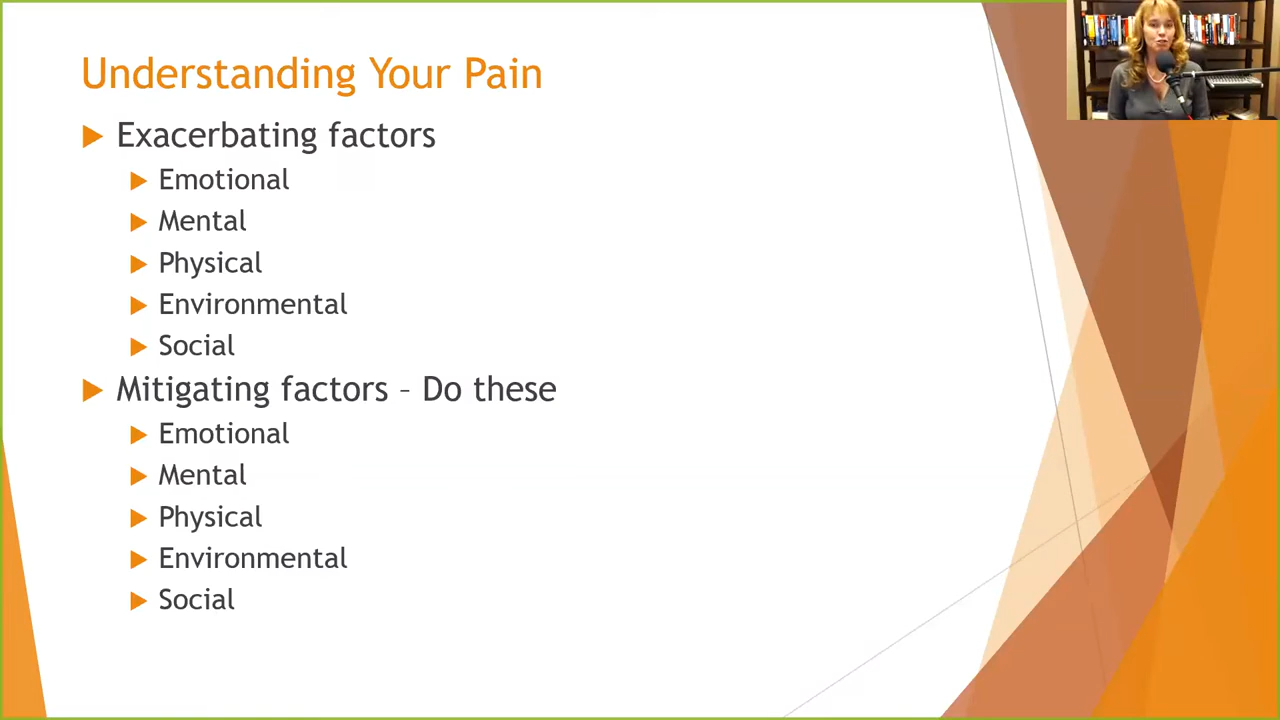 Understanding Your Pain
Exacerbating factors
Emotional
Mental
Physical
Environmental
Social
Mitigating factors – Do these
Emotional
Mental
Physical
Environmental
Social